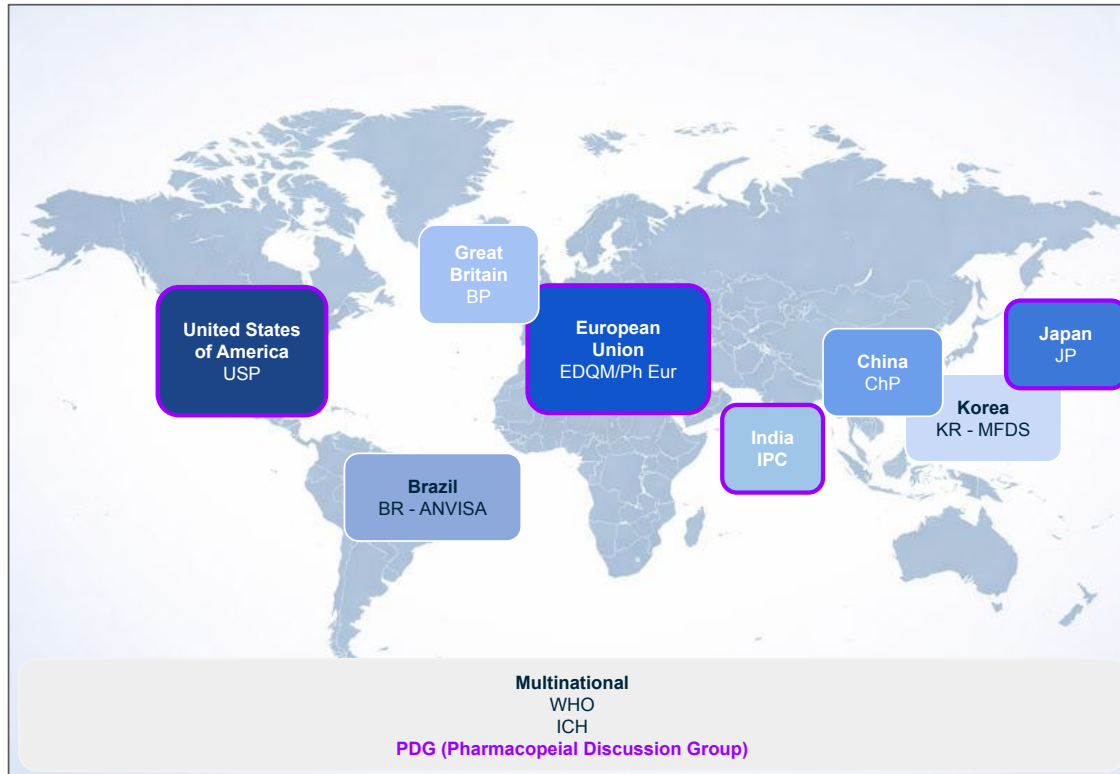 Great
Britain
BP
United States
of America
USP
European
Union
EDQM/Ph Eur
Japan
JP
China
ChP
Korea
KR - MFDS
India
IPC
Brazil
BR - ANVISA
Multinational
WHO
ICH
PDG (Pharmacopeial Discussion Group)